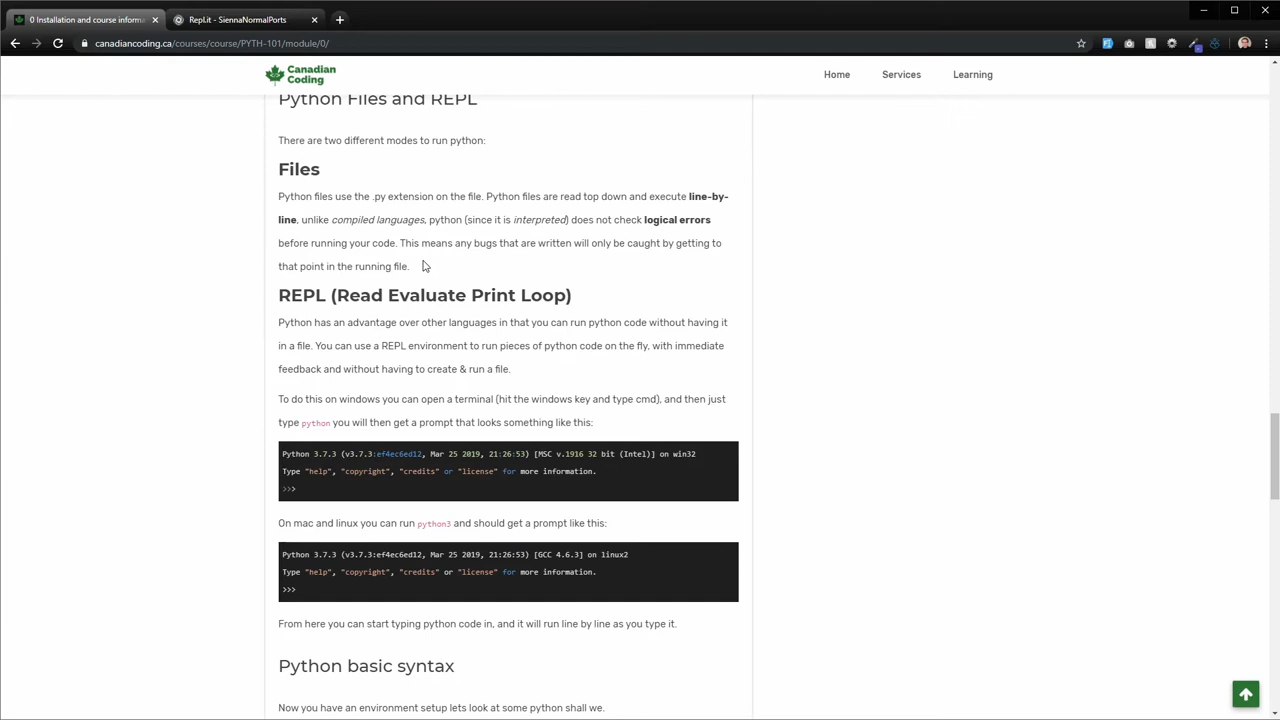 0 Installation and course informa
Repl.it - SiennaNormalPorts
canadiancoding.ca/courses/course/PYTH-101/module/0/
Canadian
Coding
Home
Services
Learning
Python Files and REPL
There are two different modes to run python:
Files
Python files use the .py extension on the file. Python files are read top down and execute line-by-
line, unlike compiled languages, python (since it is interpreted) does not check logical errors
before running your code. This means any bugs that are written will only be caught by getting to
that point in the running file.
REPL (Read Evaluate Print Loop)
Python has an advantage over other languages in that you can run python code without having it
in a file. You can use a REPL environment to run pieces of python code on the fly, with immediate
feedback and without having to create & run a file.
To do this on windows you can open a terminal (hit the windows key and type cmd), and then just
type python you will then get a prompt that looks something like this:
Python 3.7.3 (v3.7.3:ef4ec6ed12, Mar 25 2019, 21:26:53) [MSC v.1916 32 bit (Intel)] on win32
Type "help", "copyright", "credits" or "license" for more information.
>>>
On mac and linux you can run python3 and should get a prompt like this:
Python 3.7.3 (v3.7.3:ef4ec6ed12, Mar 25 2019, 21:26:53) [GCC 4.6.3] on linux2
Type "help", "copyright", "credits" or "license" for more information.
>>>
From here you can start typing python code in, and it will run line by line as you type it.
Python basic syntax
Now you have an environment setup lets look at some python shall we.